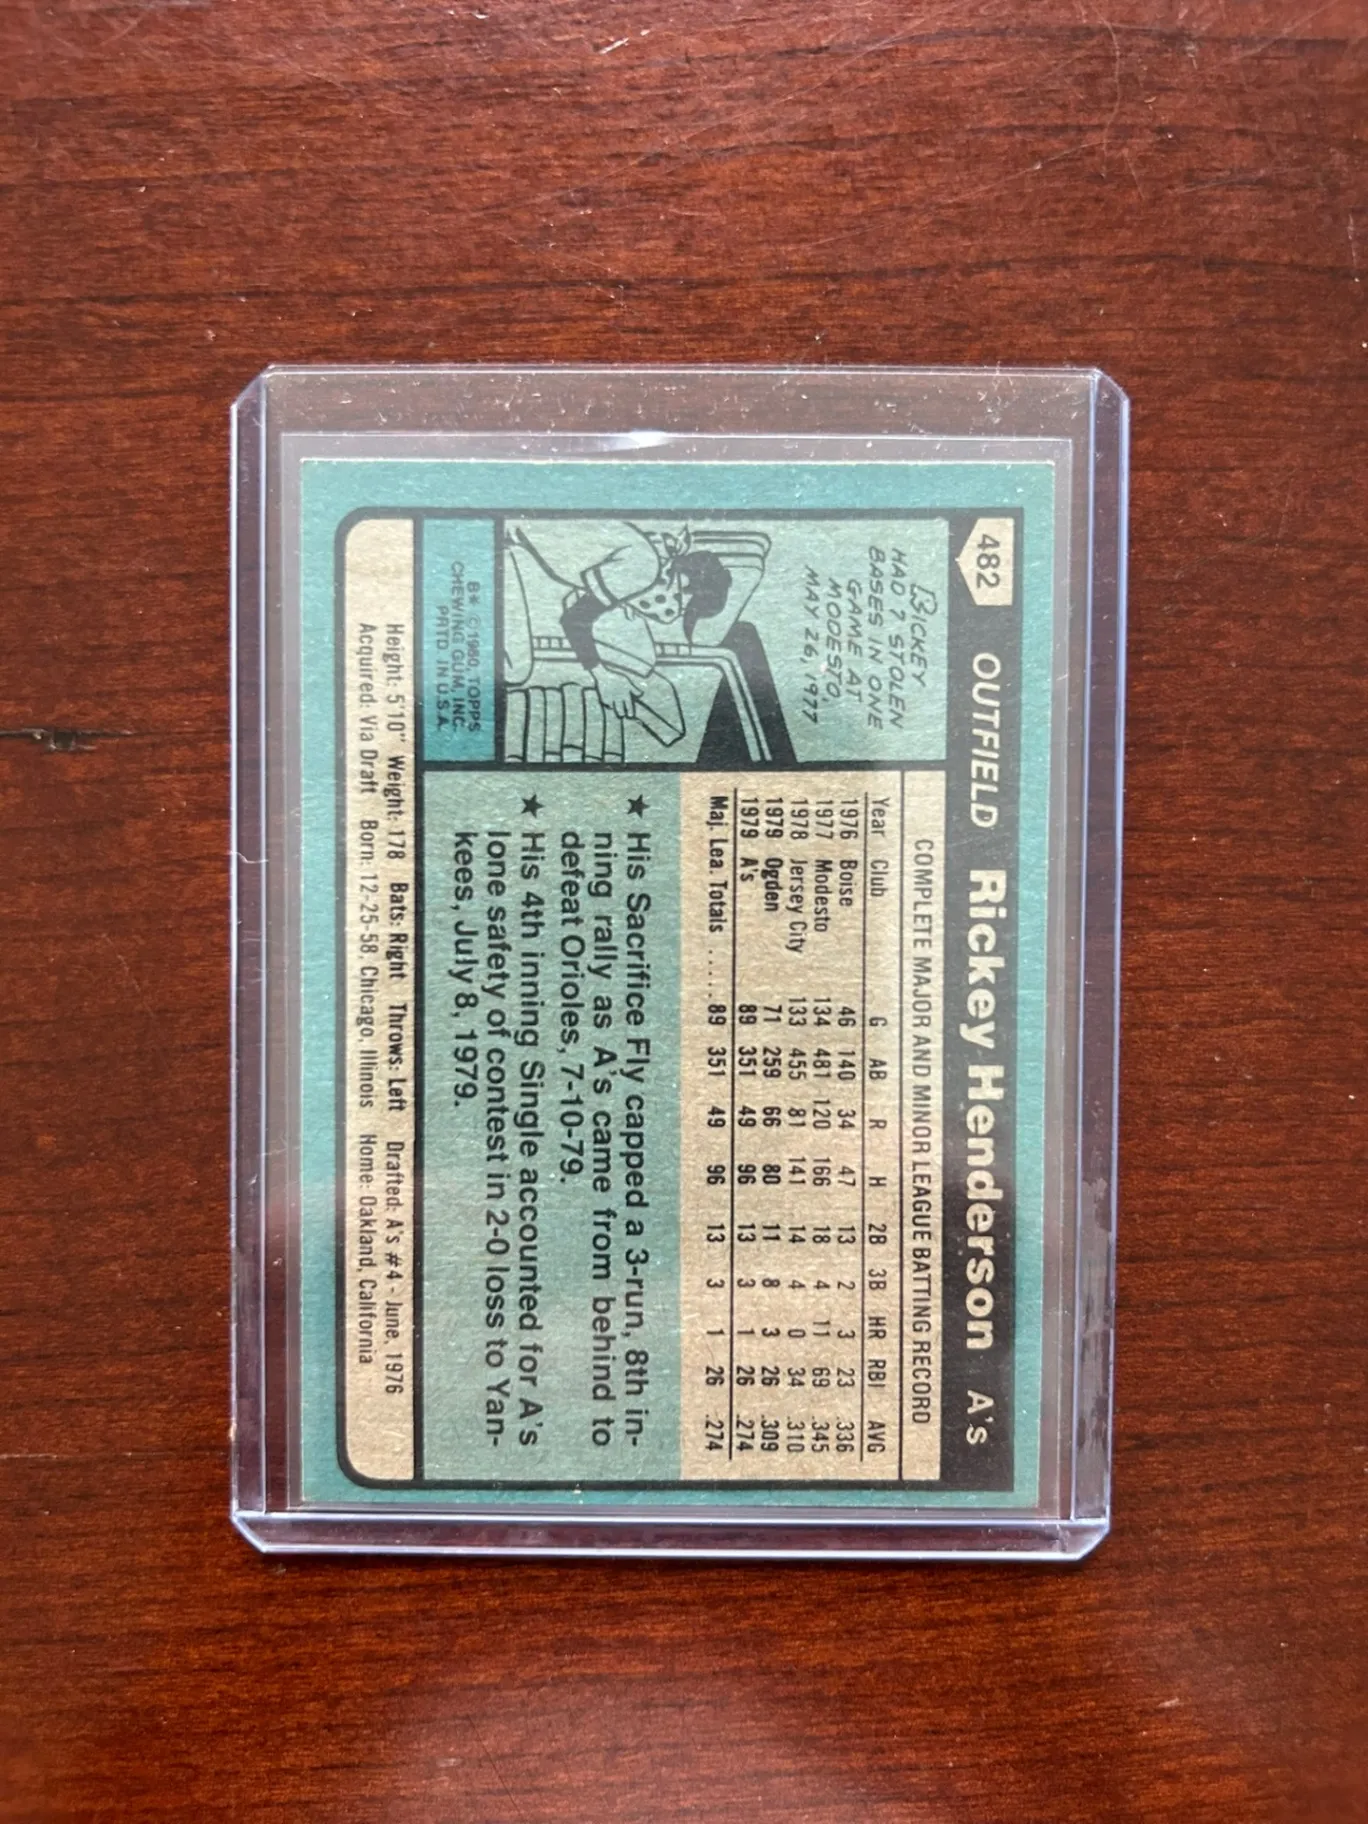 482 OUTFIELD Rickey Henderson A's
RICKEY
HAD 7 STOLEN
BASES IN ONE
GAME AT
MODESTO,
MAY 26, 1977
B* ©1980, TOPPS
CHEWING GUM, INC.
PRTD. IN U.S.A.
COMPLETE MAJOR AND MINOR LEAGUE BATTING RECORD
Year Club G AB R H 2B 3B HR RBI AVG
1976 Boise 46 140 34 47 13 2 3 23 .336
1977 Modesto 134 481 120 166 18 4 11 69 .345
1978 Jersey City 133 455 81 141 14 4 0 34 .310
1979 Ogden 71 259 66 80 11 8 3 26 .309
1979 A's 89 351 49 96 13 3 1 26 .274
Maj. Lea. Totals ..... 89 351 49 96 13 3 1 26 .274
★ His Sacrifice Fly capped a 3-run, 8th in-
ning rally as A's came from behind to
defeat Orioles, 7-10-79.
★ His 4th inning Single accounted for A's
lone safety of contest in 2-0 loss to Yan-
kees, July 8, 1979.
Height: 5'10" Weight: 178 Bats: Right Throws: Left Drafted: A's #4 - June, 1976
Acquired: Via Draft Born: 12-25-58, Chicago, Illinois Home: Oakland, California